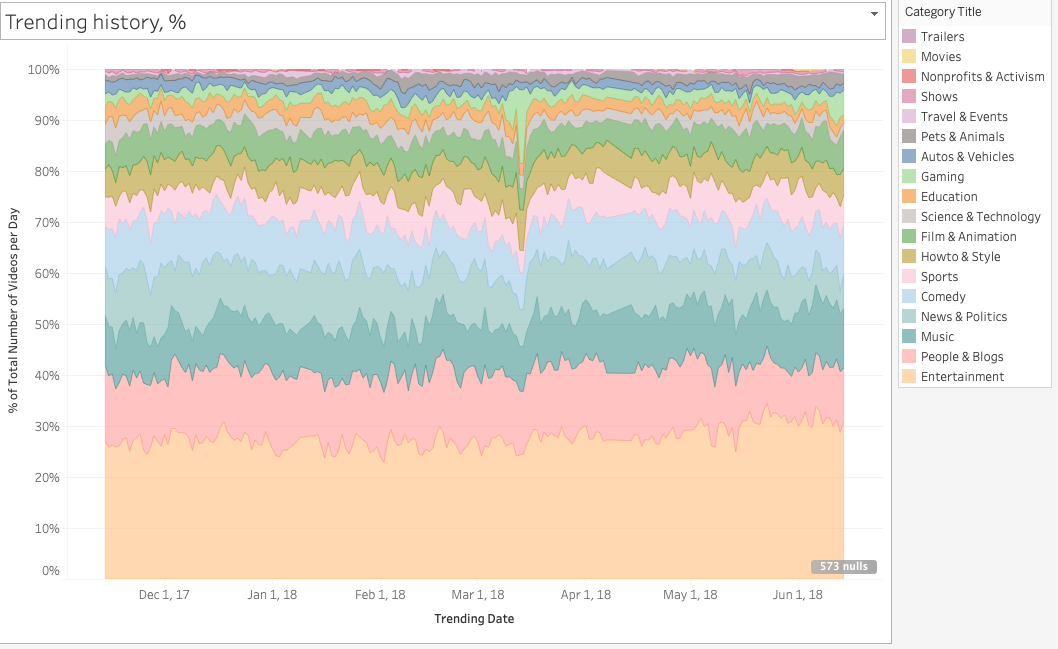 Trending history, %
Category Title
Trailers
Movies
Nonprofits & Activism
Shows
Travel & Events
Pets & Animals
Autos & Vehicles
Gaming
Education
Science & Technology
Film & Animation
Howto & Style
Sports
Comedy
News & Politics
Music
People & Blogs
Entertainment
% of Total Number of Videos per Day
100%
90%
80%
70%
60%
50%
40%
30%
20%
10%
0%
573 nulls
Dec 1, 17
Jan 1, 18
Feb 1, 18
Mar 1, 18
Apr 1, 18
May 1, 18
Jun 1, 18
Trending Date